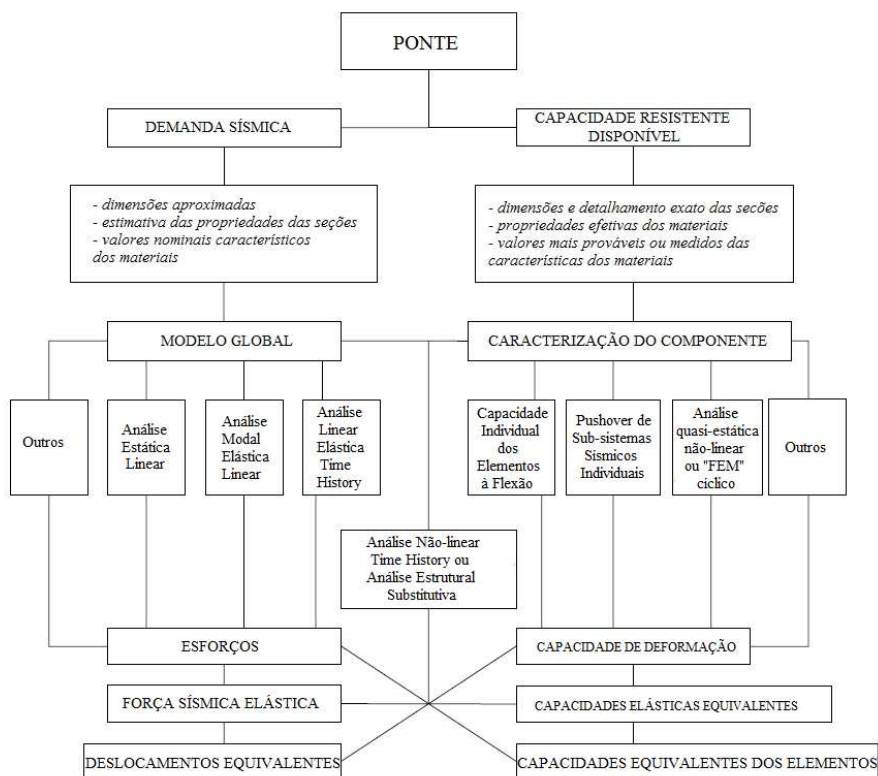 PONTE
DEMANDA SÍSMICA
CAPACIDADE RESISTENTE
DISPONÍVEL
- dimensões aproximadas
- estimativa das propriedades das seções
- valores nominais característicos
dos materiais
- dimensões e detalhamento exato das secões
- propriedades efetivas dos materiais
- valores mais prováveis ou medidos das
características dos materiais
MODELO GLOBAL
CARACTERIZAÇÃO DO COMPONENTE
Outros
Análise
Estática
Linear
Análise
Modal
Elástica
Linear
Análise
Linear
Elástica
Time
History
Capacidade
Individual
dos
Elementos
à Flexão
Pushover de
Sub-sistemas
Sísmicos
Individuais
Análise
quasi-estática
não-linear
ou "FEM"
cíclico
Outros
Análise Não-linear
Time History ou
Análise Estrutural
Substitutiva
ESFORÇOS
CAPACIDADE DE DEFORMAÇÃO
FORÇA SÍSMICA ELÁSTICA
CAPACIDADES ELÁSTICAS EQUIVALENTES
DESLOCAMENTOS EQUIVALENTES
CAPACIDADES EQUIVALENTES DOS ELEMENTOS